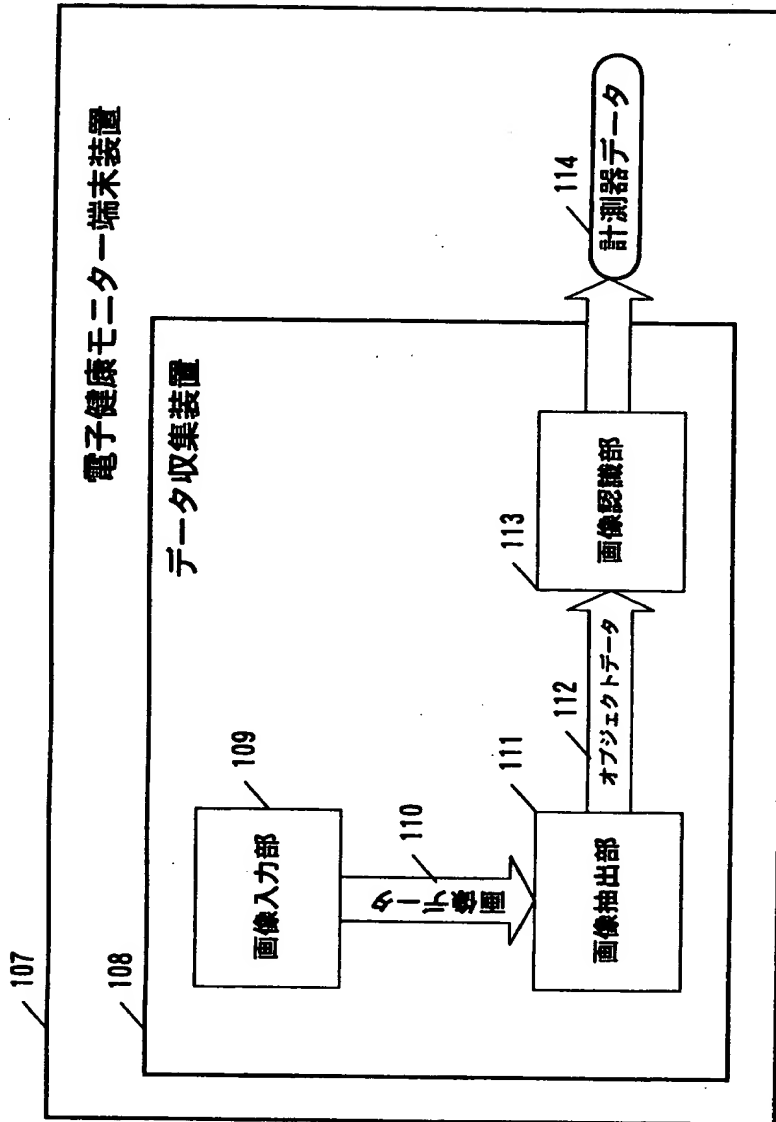 107
電子健康モニター端末装置
108
データ収集装置
画像入力部
109
画像データ
110
画像抽出部
111
オブジェクトデータ
112
画像認識部
113
計測器データ
114